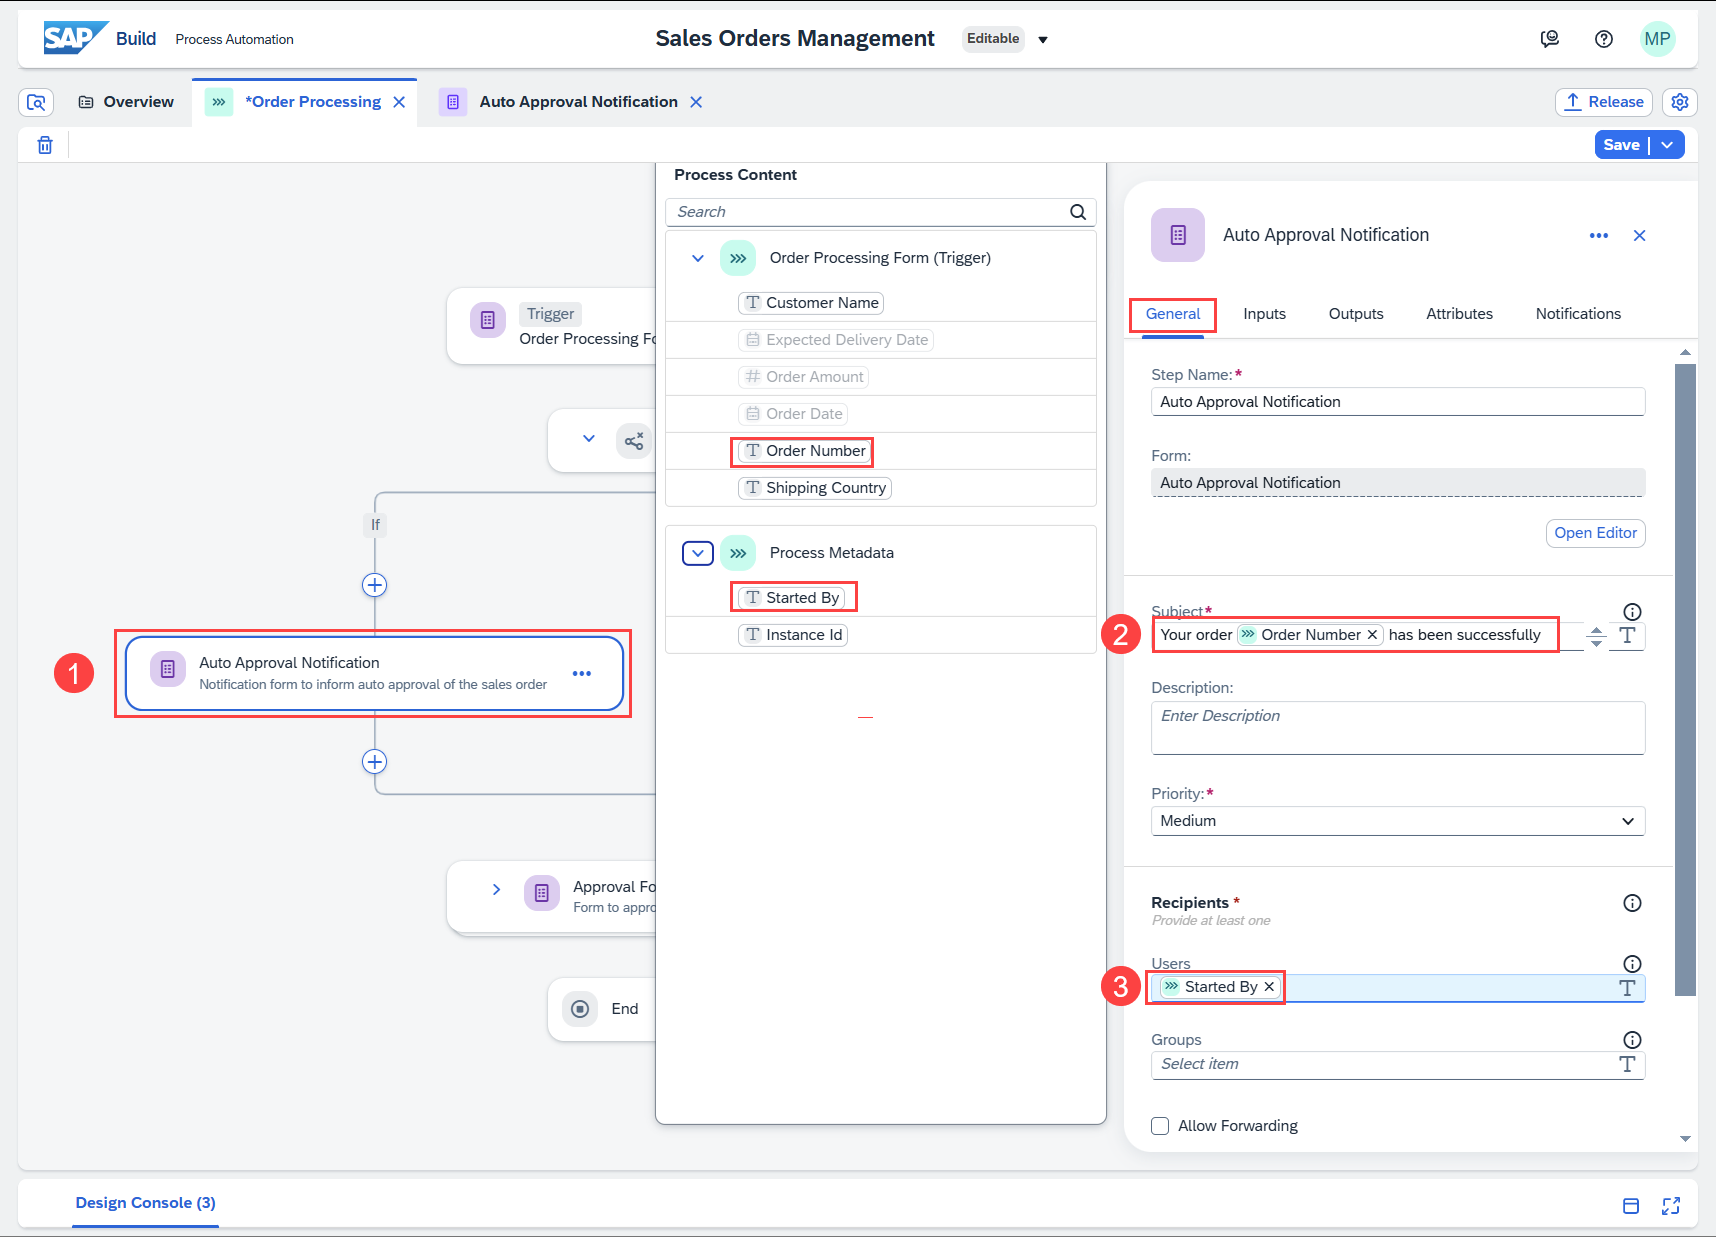 SAP Build Process Automation
Sales Orders Management Editable
MP
Overview
*Order Processing
Auto Approval Notification
Release
Save
Trigger
Order Processing Fo
If
1
Auto Approval Notification
Notification form to inform auto approval of the sales order
Approval Fo
Form to appro
End
Process Content
Search
Order Processing Form (Trigger)
Customer Name
Expected Delivery Date
Order Amount
Order Date
Order Number
Shipping Country
Process Metadata
Started By
Instance Id
Auto Approval Notification
General Inputs Outputs Attributes Notifications
Step Name:*
Auto Approval Notification
Form:
Auto Approval Notification
Open Editor
Subject*
2
Your order Order Number has been successfully
Description:
Enter Description
Priority:*
Medium
Recipients *
Provide at least one
Users
3
Started By
Groups
Select item
Allow Forwarding
Design Console (3)